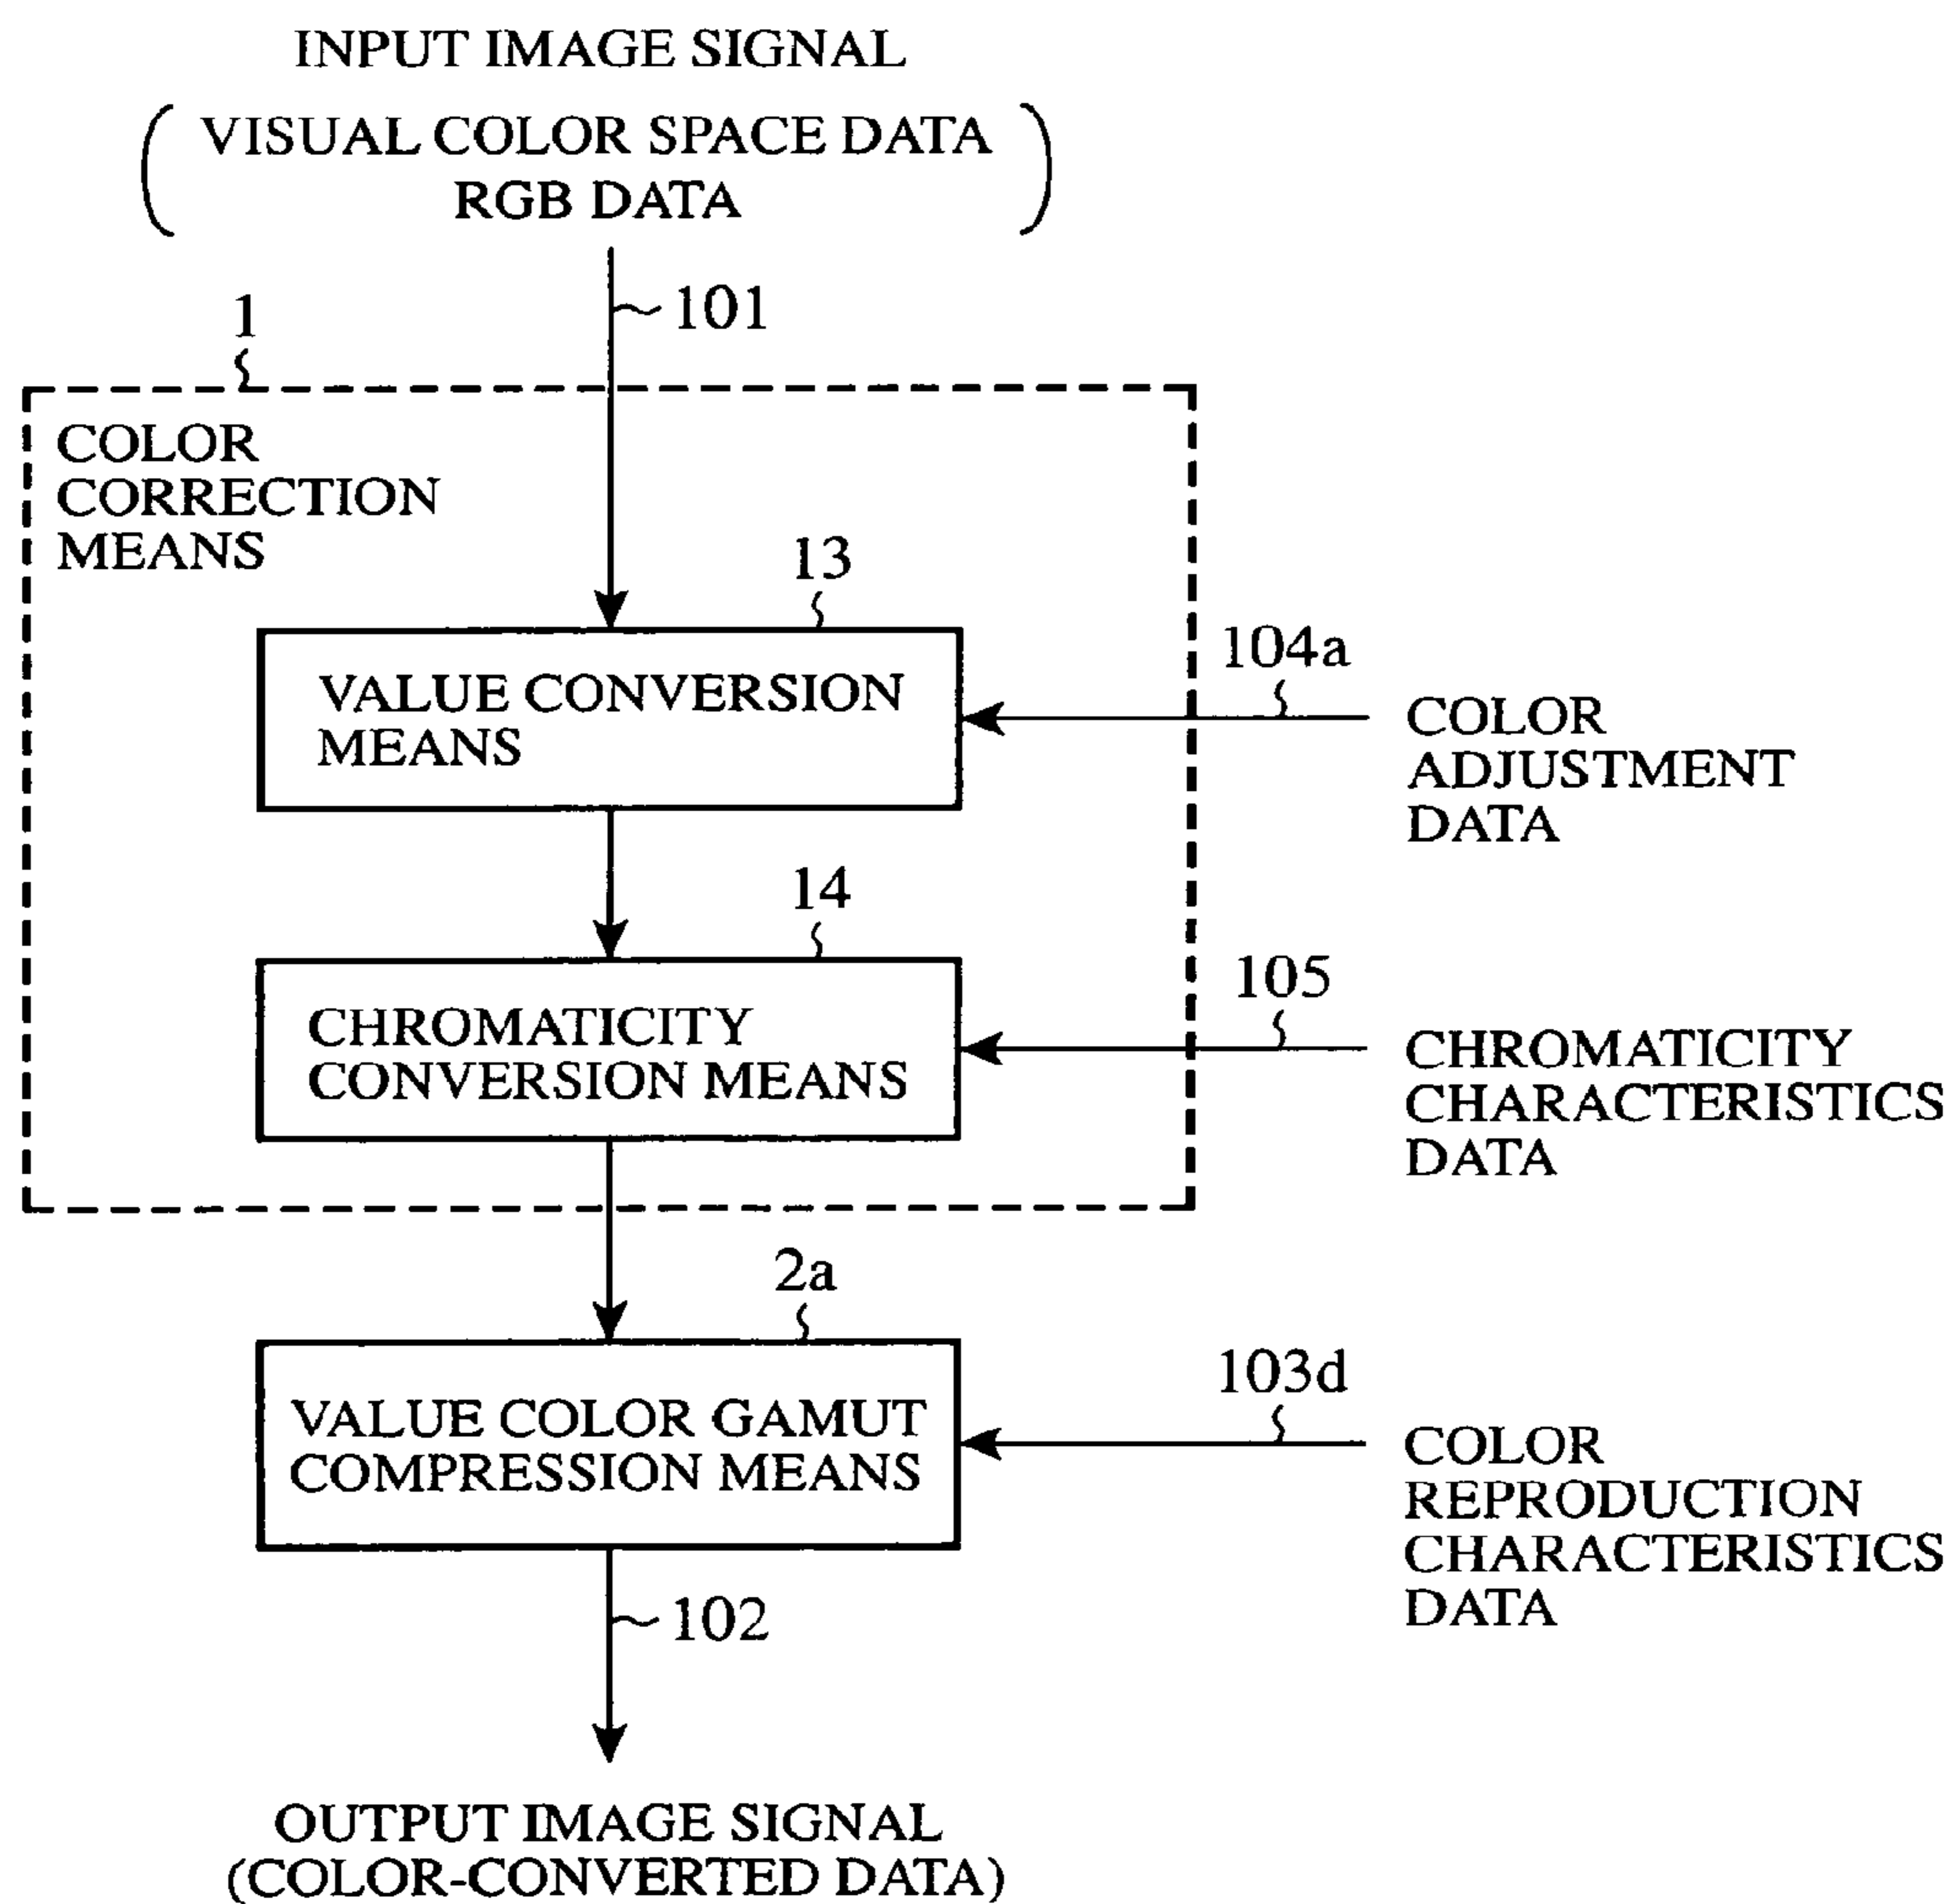 INPUT IMAGE SIGNAL
( VISUAL COLOR SPACE DATA
RGB DATA )
101
1
COLOR
CORRECTION
MEANS
13
VALUE CONVERSION
MEANS
104a
COLOR
ADJUSTMENT
DATA
14
CHROMATICITY
CONVERSION MEANS
105
CHROMATICITY
CHARACTERISTICS
DATA
2a
VALUE COLOR GAMUT
COMPRESSION MEANS
103d
COLOR
REPRODUCTION
CHARACTERISTICS
DATA
102
OUTPUT IMAGE SIGNAL
(COLOR-CONVERTED DATA)